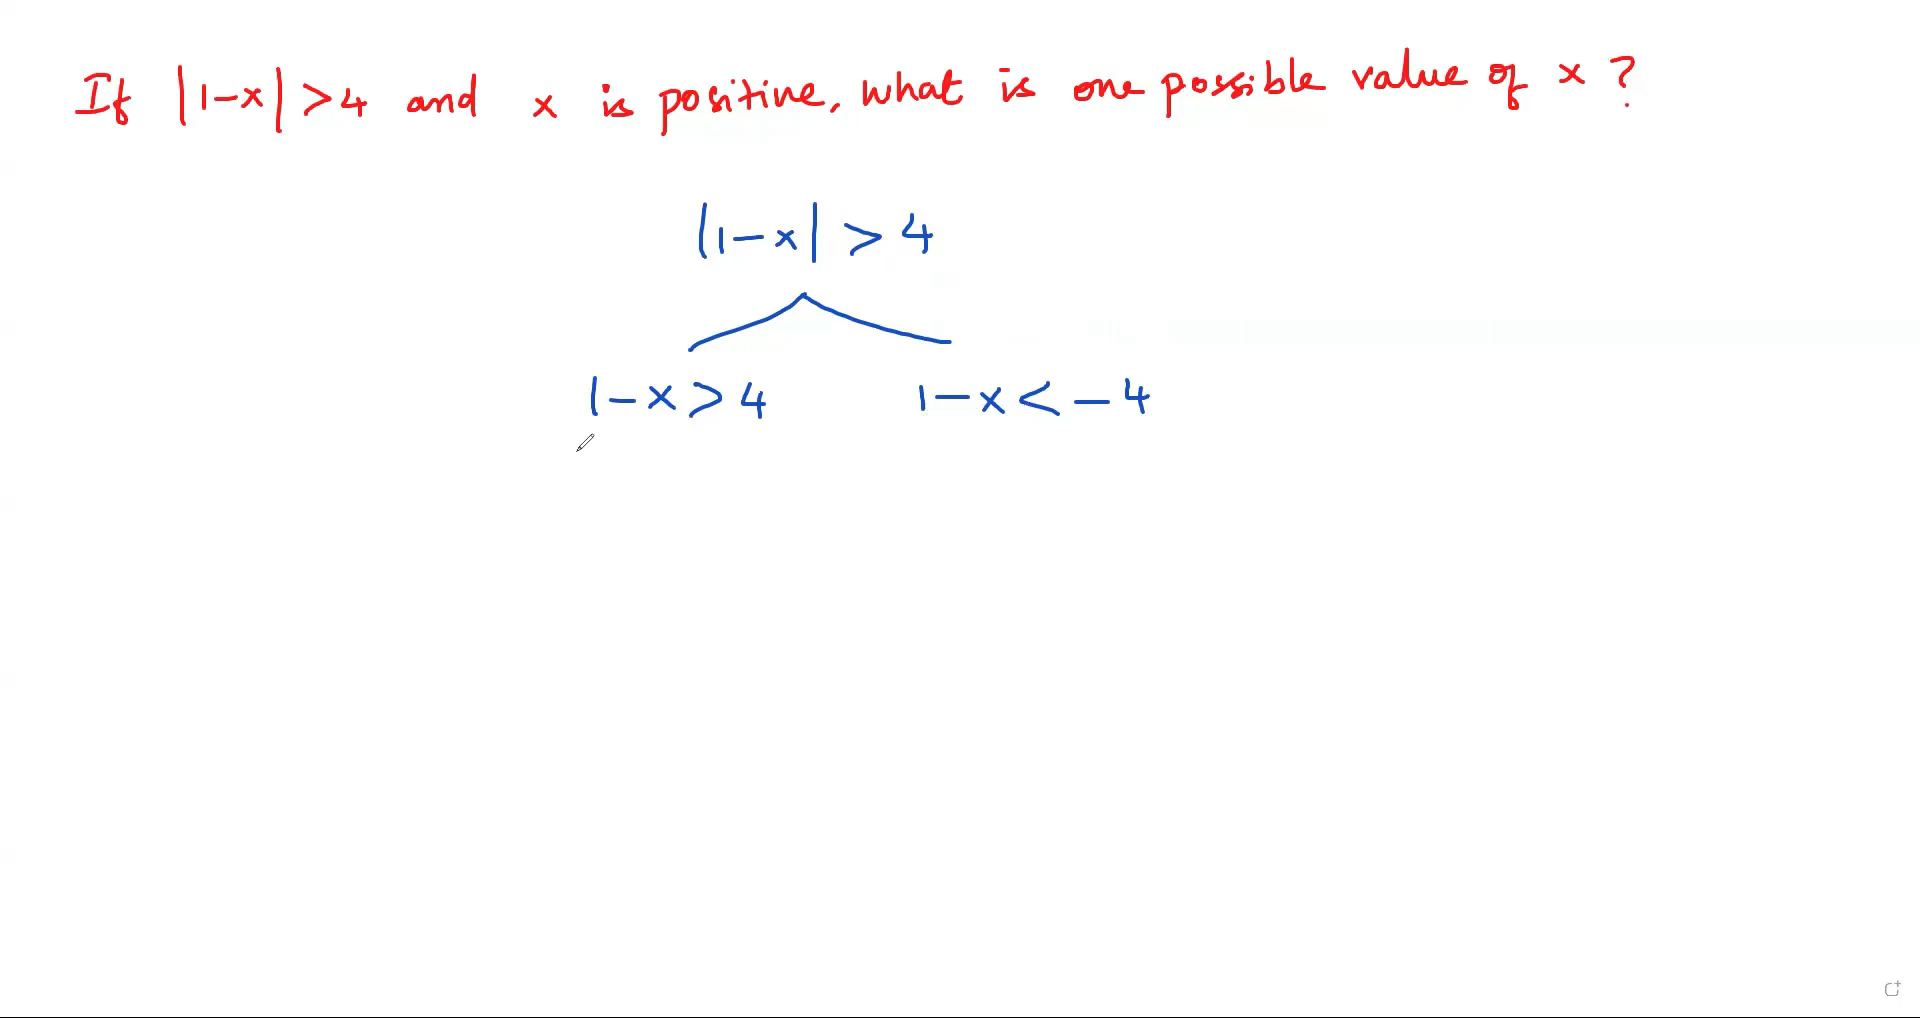 If |1-x| > 4 and x is positive, what is one possible value of x ?
|1-x| > 4
1-x > 4 1-x < -4